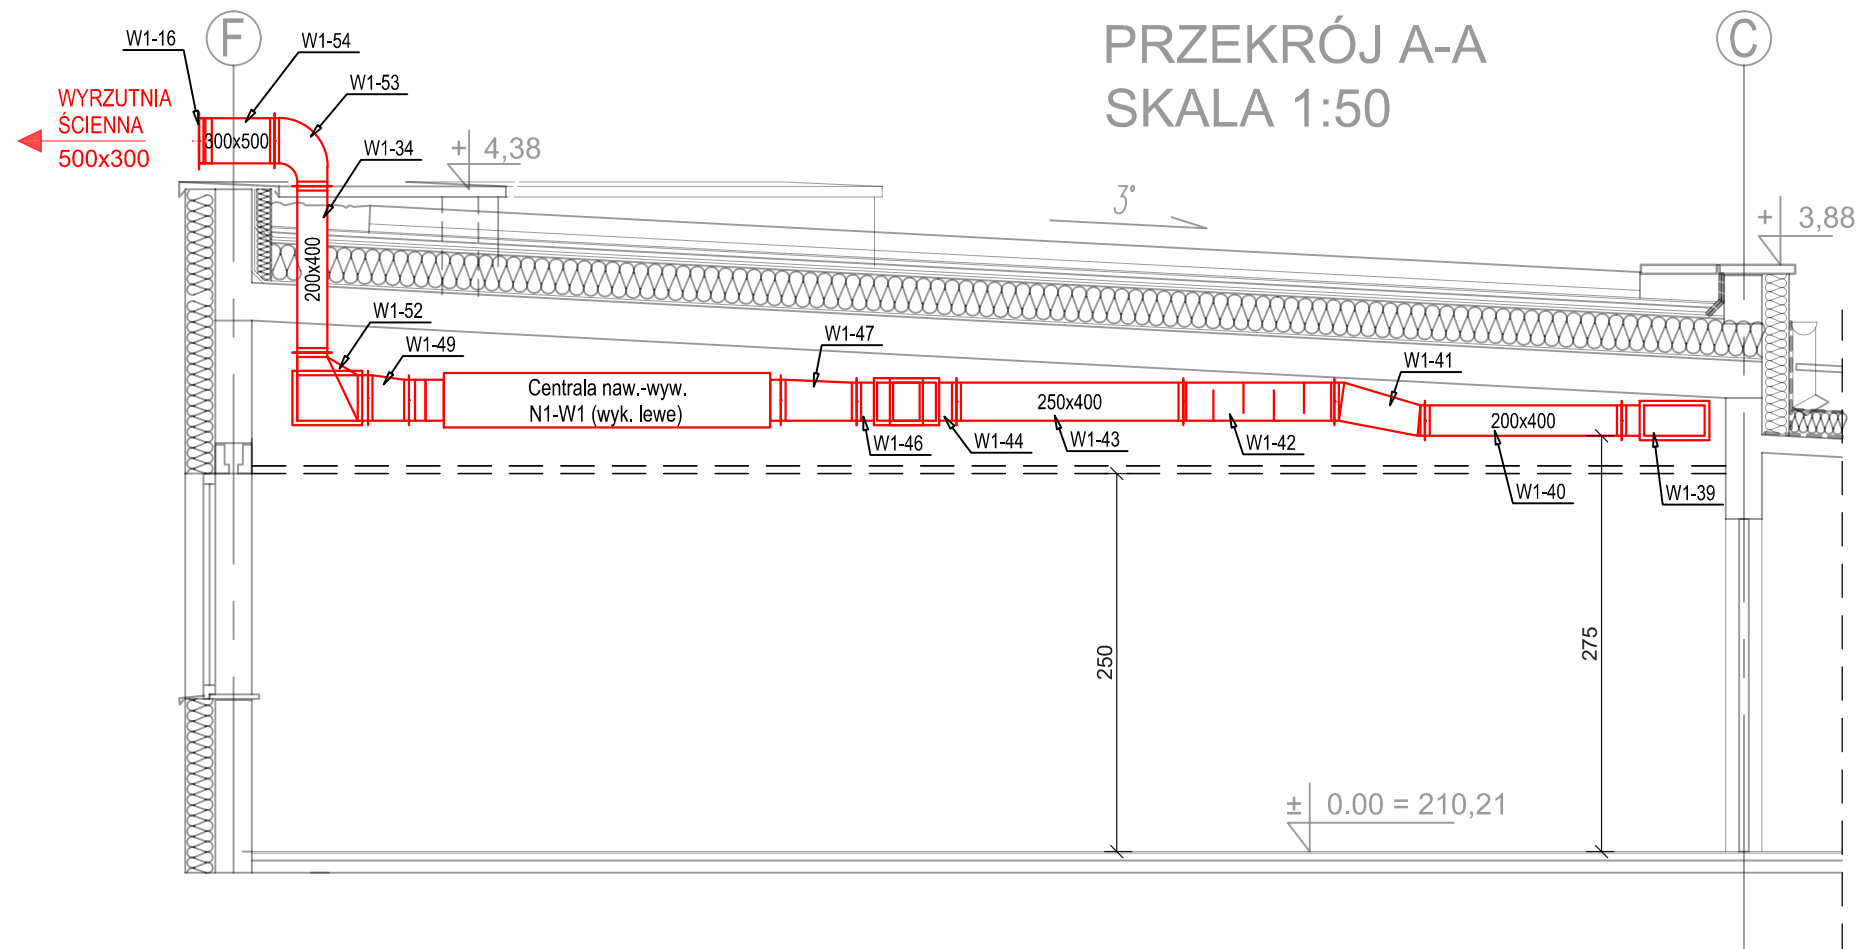 F
PRZEKRÓJ A-A
SKALA 1:50
C
W1-16
W1-54
W1-53
WYRZUTNIA
ŚCIENNA
500x300
300x500
W1-34
+ 4,38
3°
+ 3,88
200x400
W1-52
W1-49
W1-47
W1-41
Centrala naw.-wyw.
N1-W1 (wyk. lewe)
250x400
200x400
W1-46
W1-44
W1-43
W1-42
W1-40
W1-39
250
275
± 0.00 = 210,21